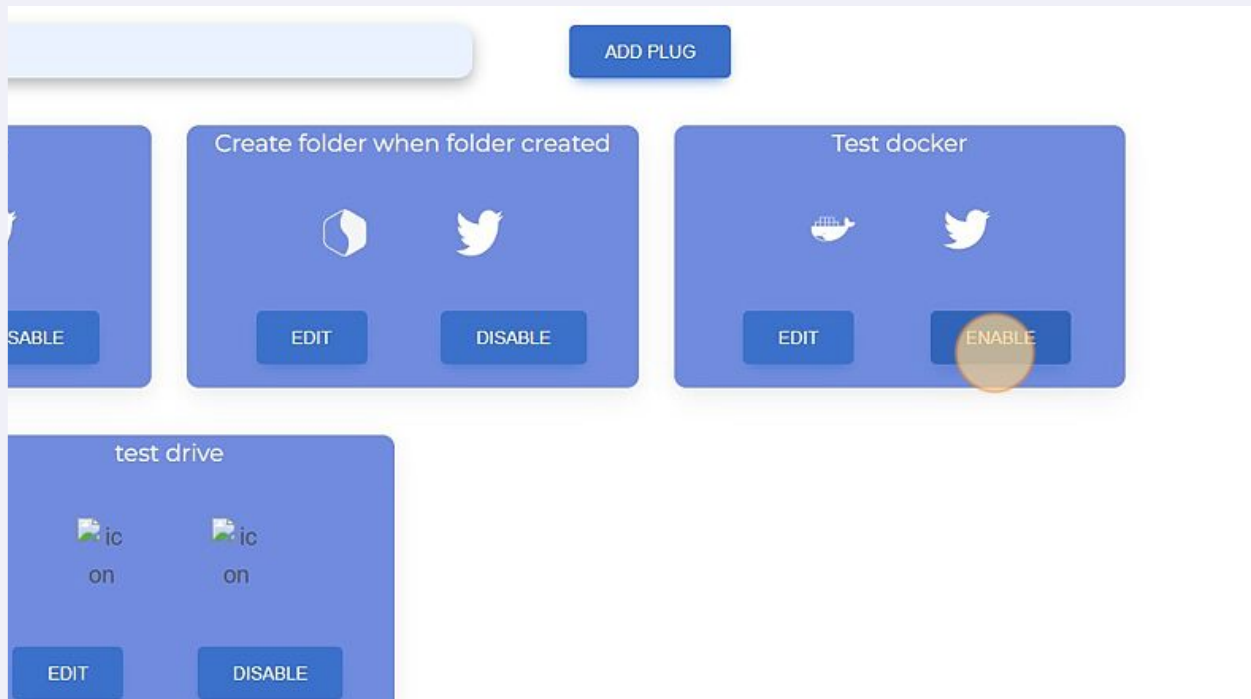 ADD PLUG
Create folder when folder created
Test docker
SABLE
EDIT
DISABLE
EDIT
ENABLE
test drive
ic
on
ic
on
EDIT
DISABLE